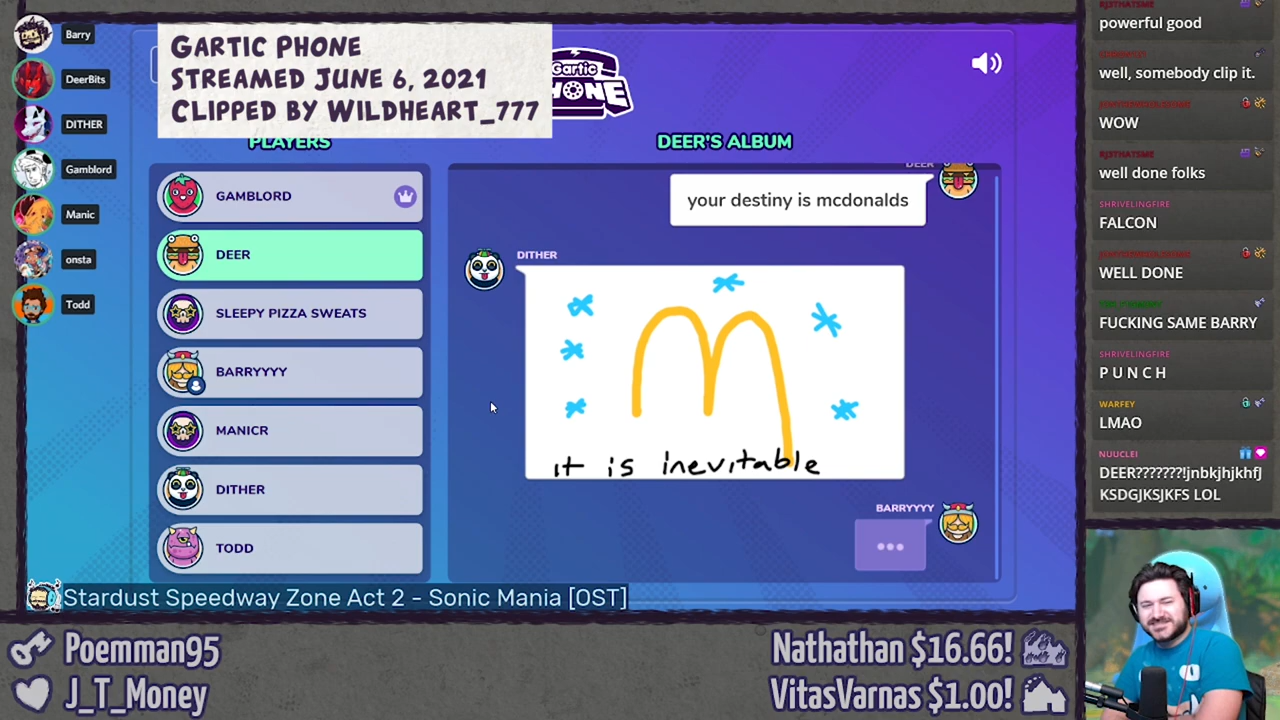 Barry
DeerBits
DITHER
Gamblord
Manic
onsta
Todd
Gartic Phone
Streamed June 6, 2021
Clipped by Wildheart_777
Gartic
PHONE
PLAYERS
GAMBLORD
DEER
SLEEPY PIZZA SWEATS
BARRYYYY
MANICR
DITHER
TODD
DEER'S ALBUM
DEER
your destiny is mcdonalds
DITHER
it is inevitable
BARRYYYY
...
Stardust Speedway Zone Act 2 - Sonic Mania [OST]
Poemman95
J_T_Money
Nathathan $16.66!
VitasVarnas $1.00!
powerful good
well, somebody clip it.
WOW
RJSTHATSME
well done folks
SHRIVELINGFIRE
FALCON
WELL DONE
FUCKING SAME BARRY
SHRIVELINGFIRE
P U N C H
WARFEY
LMAO
NUUCLEI
DEER???????!jnbkjhjkhfJ
KSDGJKSJKFS LOL